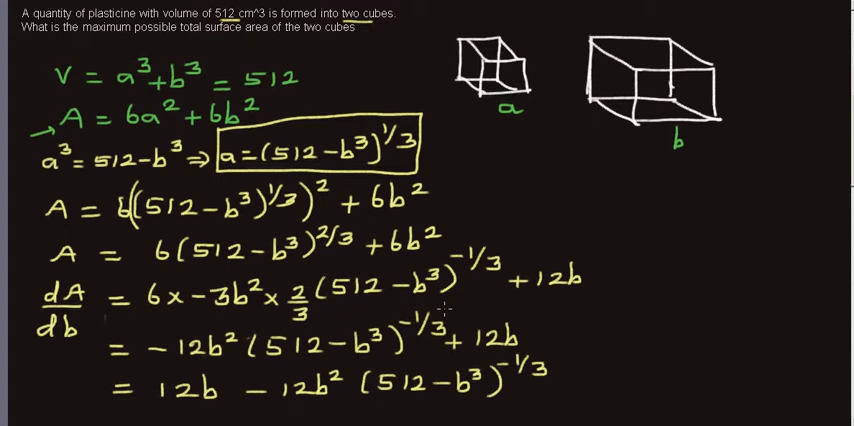 A quantity of plasticine with volume of 512 cm^3 is formed into two cubes.
What is the maximum possible total surface area of the two cubes
V = a³+b³ = 512
→ A = 6a² + 6b²
a³ = 512-b³ ⇒ a = (512-b³)^1/3
A = 6((512-b³)^1/3)² + 6b²
A = 6(512-b³)^2/3 + 6b²
dA/db = 6 × -3b² × 2/3 (512-b³)^-1/3 + 12b
= -12b² (512-b³)^-1/3 + 12b
= 12b - 12b² (512-b³)^-1/3
a
b